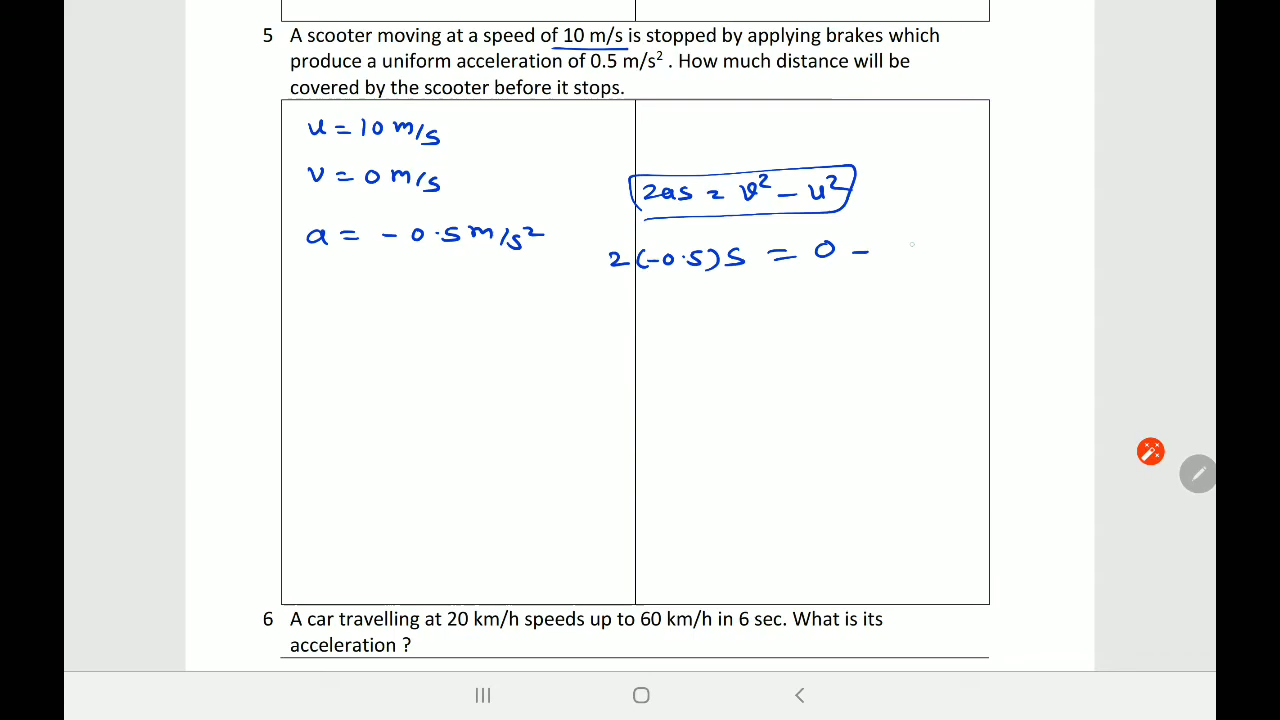 5 A scooter moving at a speed of 10 m/s is stopped by applying brakes which
produce a uniform acceleration of 0.5 m/s² . How much distance will be
covered by the scooter before it stops.
u = 10 m/s
v = 0 m/s
a = - 0.5 m/s²
2as = v² - u²
2(-0.5)s = 0 -
6 A car travelling at 20 km/h speeds up to 60 km/h in 6 sec. What is its
acceleration ?